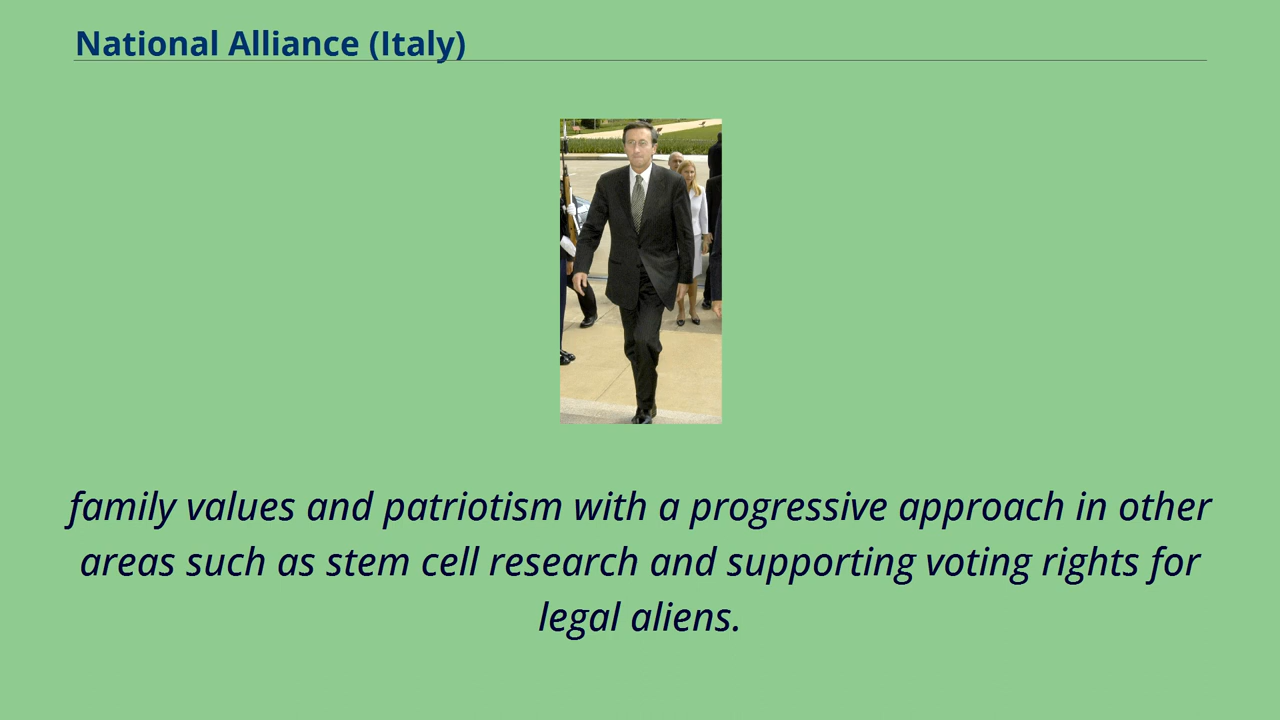 National Alliance (Italy)
family values and patriotism with a progressive approach in other
areas such as stem cell research and supporting voting rights for
legal aliens.